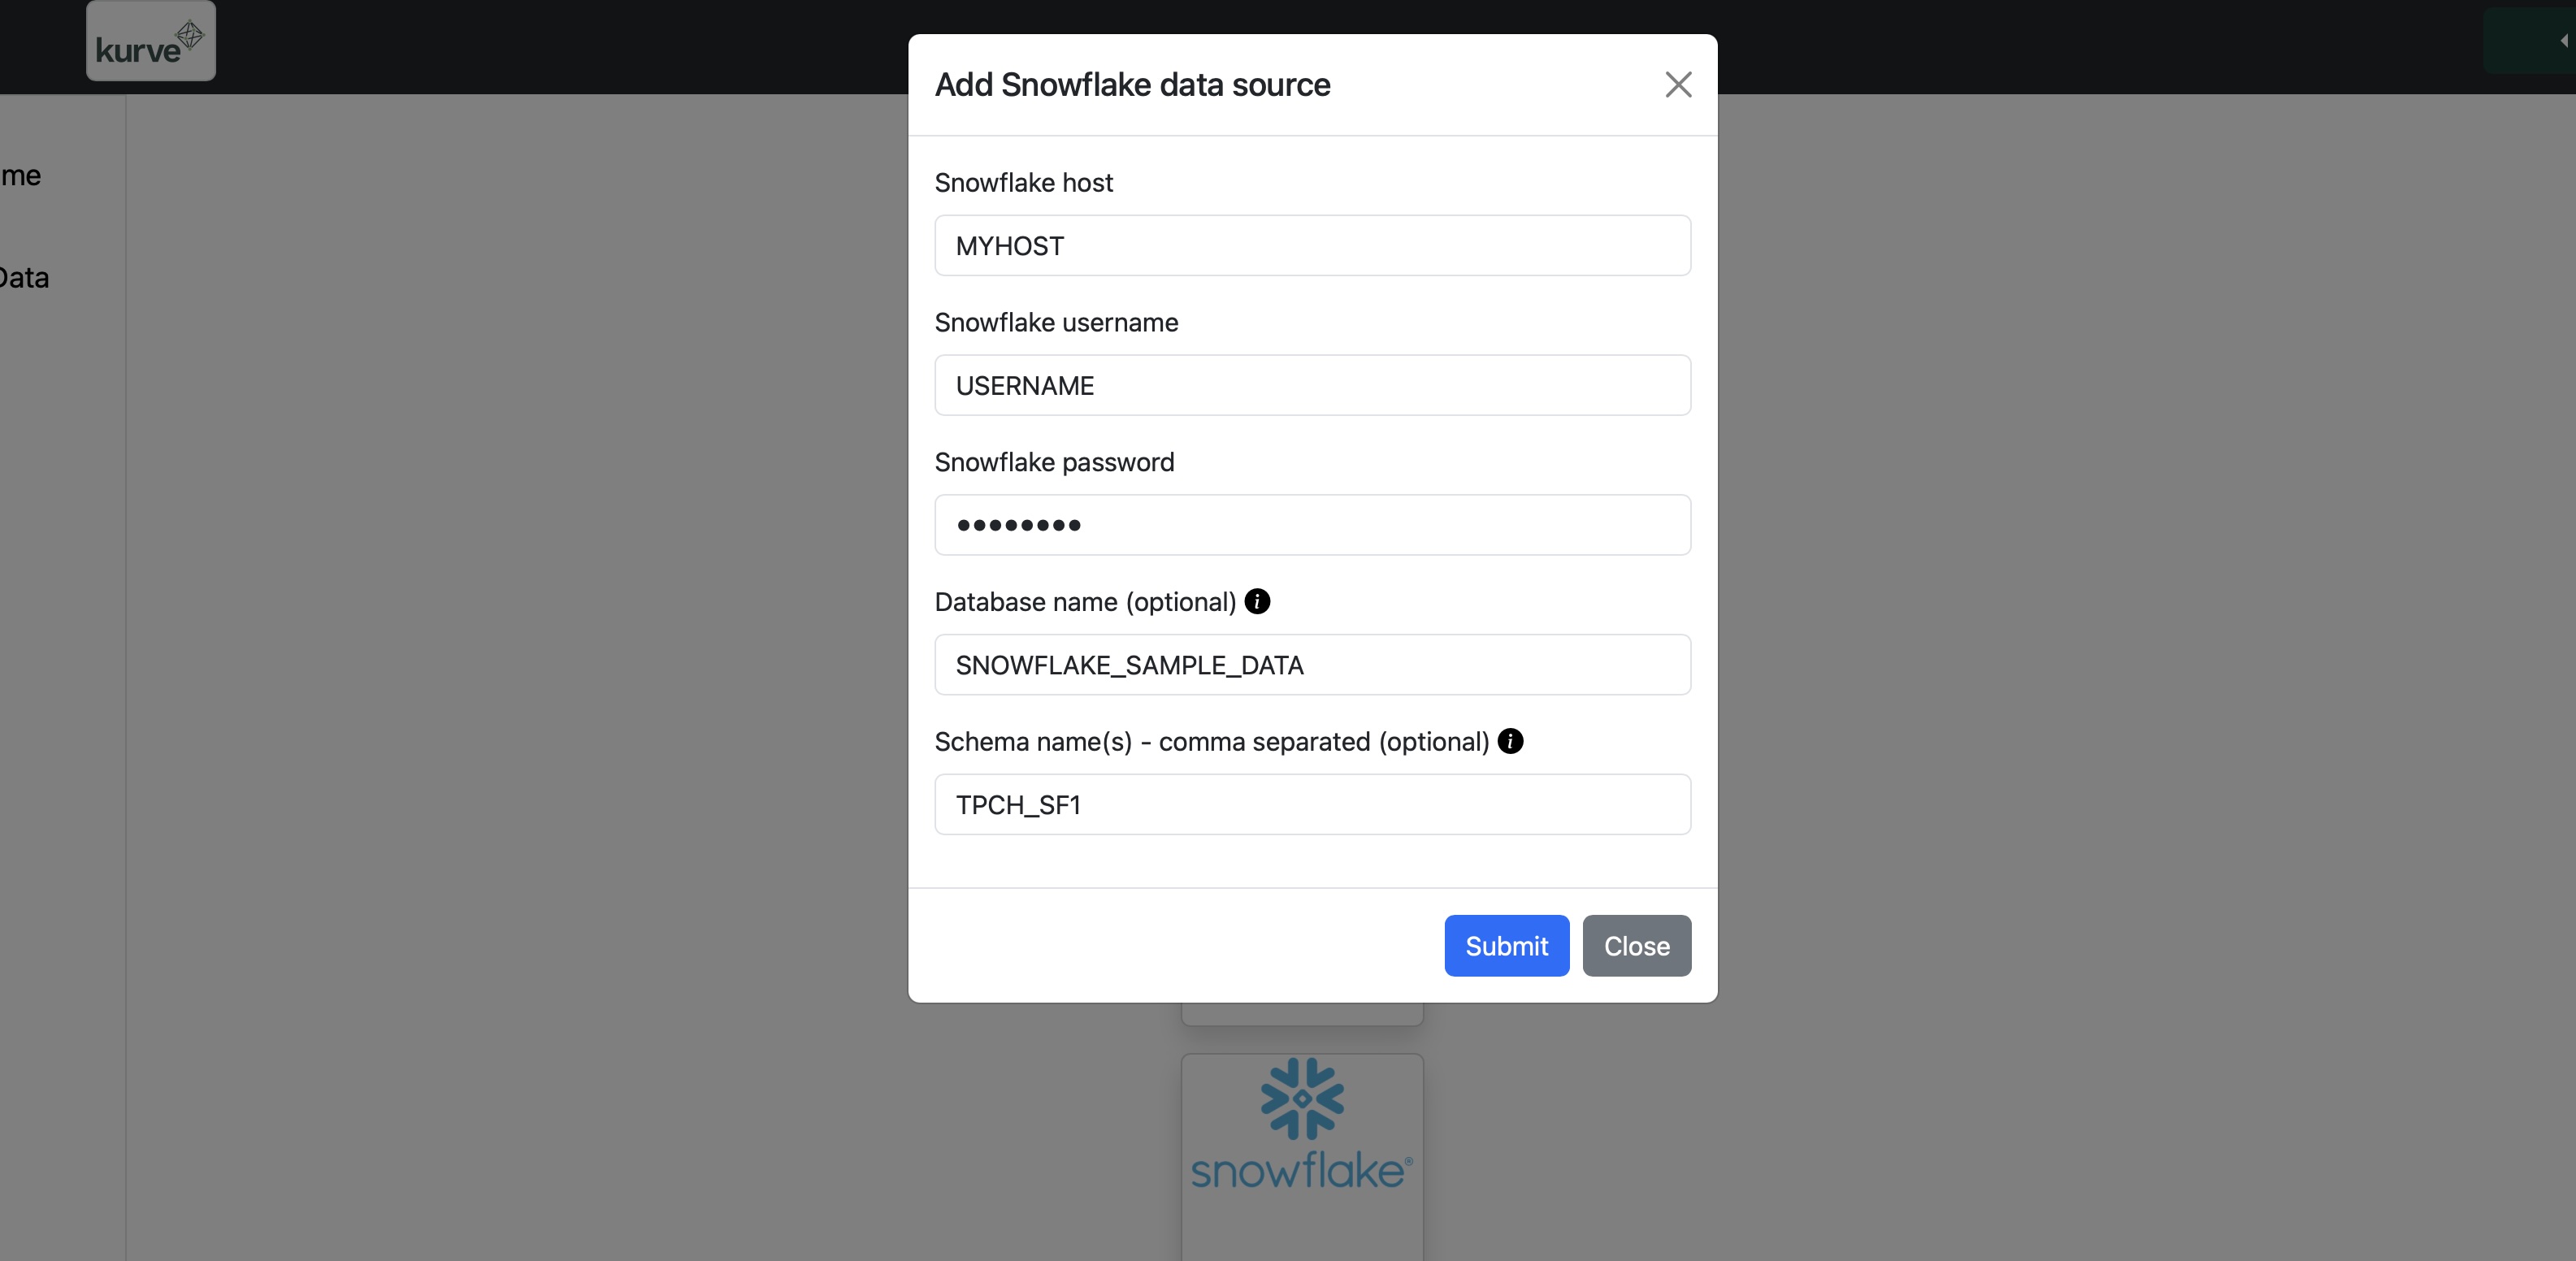 kurve
Add Snowflake data source
me
Data
Snowflake host
MYHOST
Snowflake username
USERNAME
Snowflake password
••••••••
Database name (optional)
SNOWFLAKE_SAMPLE_DATA
Schema name(s) - comma separated (optional)
TPCH_SF1
Submit
Close
snowflake®